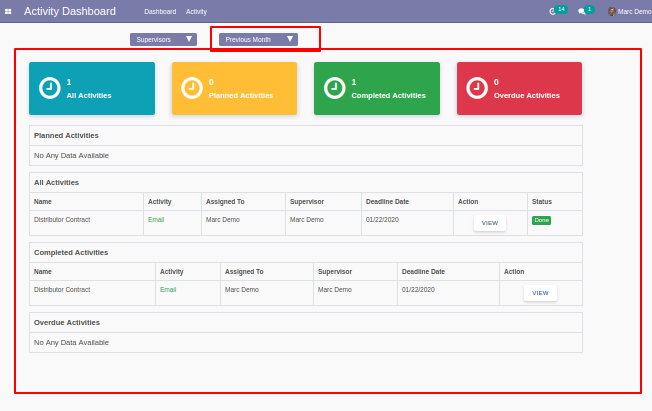 Activity Dashboard Dashboard Activity 14 1 Marc Demo
Supervisors Previous Month
1
All Activities
0
Planned Activities
1
Completed Activities
0
Overdue Activities
Planned Activities
No Any Data Available
All Activities
Name Activity Assigned To Supervisor Deadline Date Action Status
Distributor Contract Email Marc Demo Marc Demo 01/22/2020 VIEW Done
Completed Activities
Name Activity Assigned To Supervisor Deadline Date Action
Distributor Contract Email Marc Demo Marc Demo 01/22/2020 VIEW
Overdue Activities
No Any Data Available